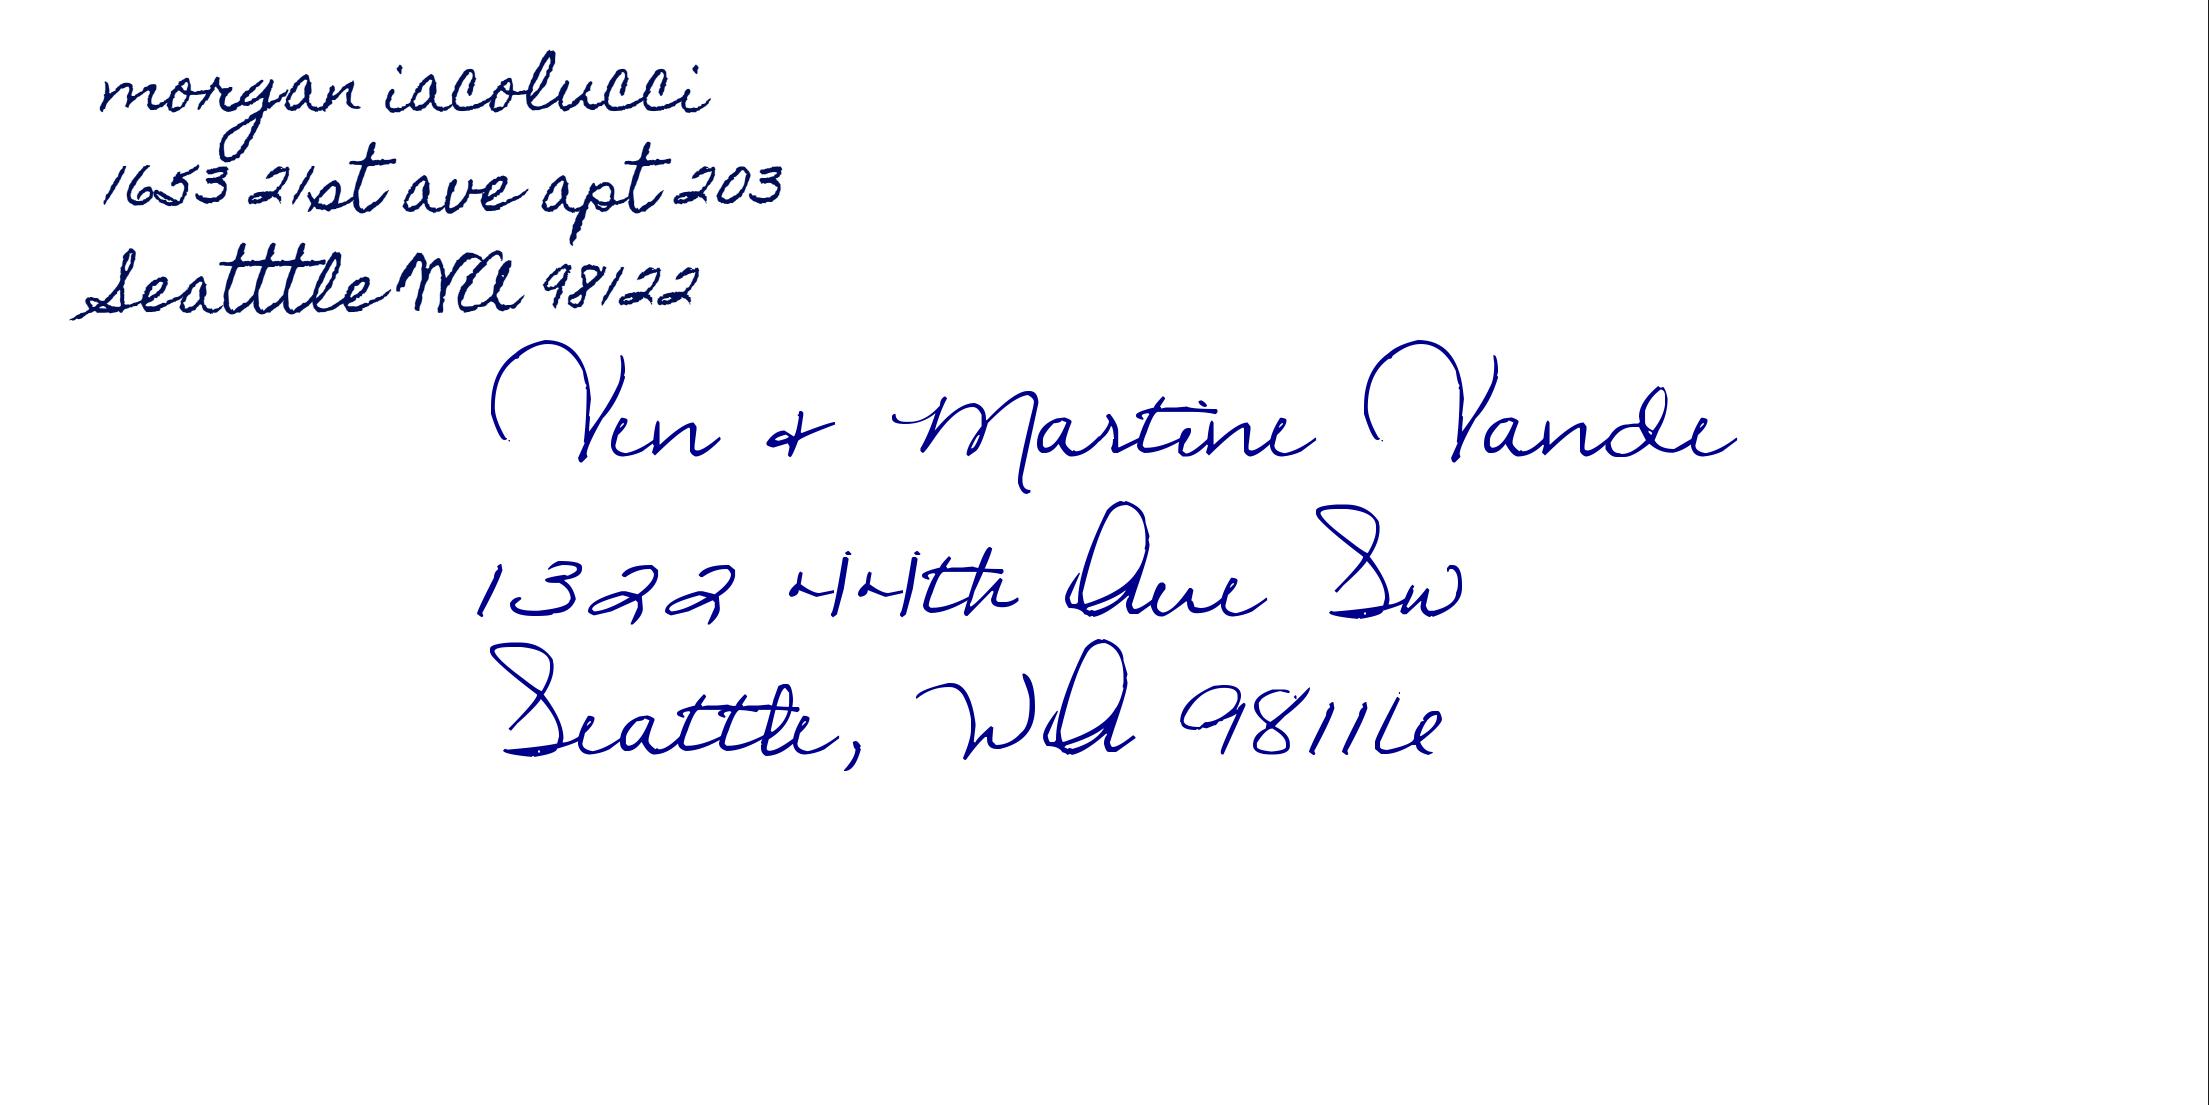 morgan iacolucci
1653 21st ave apt 203
Seatttle WA 98122
Ven & Martine Vande
1322 44th Ave Sw
Seattle, WA 98116